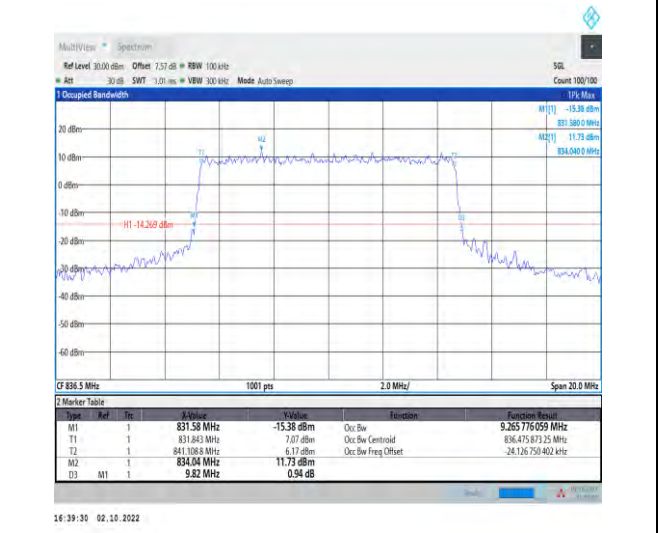 MultiView Spectrum
Ref Level 30.00 dBm Offset 7.57 dB RBW 100 kHz SGL
Att 30 dB SWT 1.01 ms VBW 300 kHz Mode Auto Sweep Count 100/100
1 Occupied Bandwidth 1Pk Max
M1[1] -15.38 dBm
831.580 0 MHz
M2[1] 11.73 dBm
834.040 0 MHz
20 dBm
M2
10 dBm
0 dBm
-10 dBm
H1 -14.269 dBm
-20 dBm
-30 dBm
-40 dBm
-50 dBm
-60 dBm
CF 836.5 MHz 1001 pts 2.0 MHz/ Span 20.0 MHz
2 Marker Table
Type Ref Trc X-Value Y-Value Function Function Result
M1 1 831.58 MHz -15.38 dBm Occ Bw 9.265 776 059 MHz
T1 1 831.843 MHz 7.07 dBm Occ Bw Centroid 836.475 873 25 MHz
T2 1 841.1088 MHz 6.17 dBm Occ Bw Freq Offset -24.126 750 402 kHz
M2 1 834.04 MHz 11.73 dBm
D3 M1 1 9.82 MHz 0.94 dB
16:39:30 02.10.2022